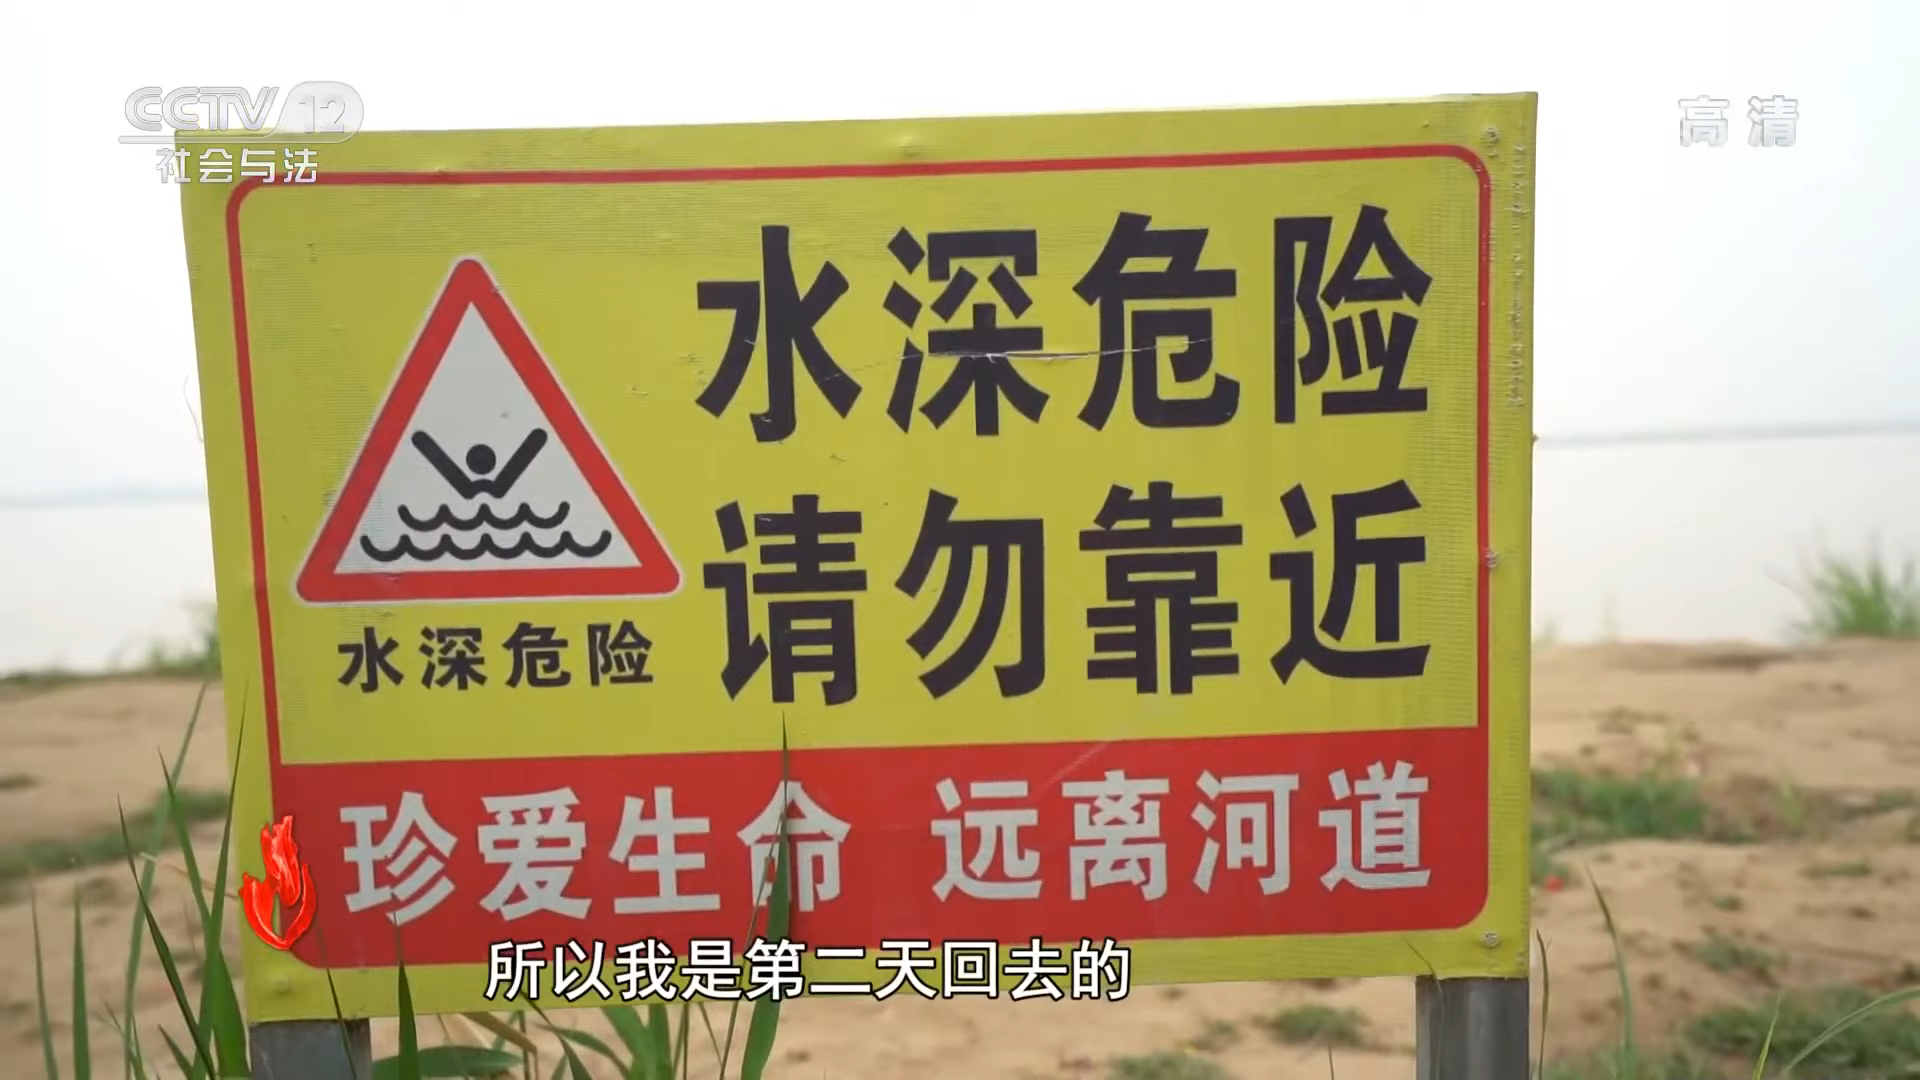 CCTV 12
社会与法
高清
水深危险
请勿靠近
水深危险
珍爱生命 远离河道
所以我是第二天回去的